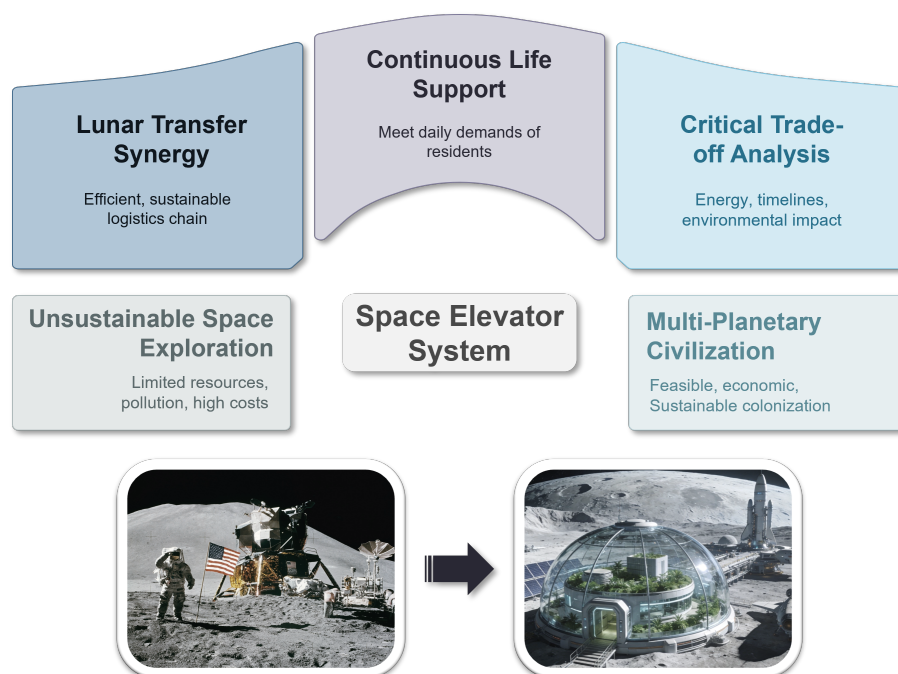 Continuous Life
Support
Meet daily demands of
residents
Lunar Transfer
Synergy
Efficient, sustainable
logistics chain
Critical Trade-
off Analysis
Energy, timelines,
environmental impact
Unsustainable Space
Exploration
Limited resources,
pollution, high costs
Space Elevator
System
Multi-Planetary
Civilization
Feasible, economic,
Sustainable colonization